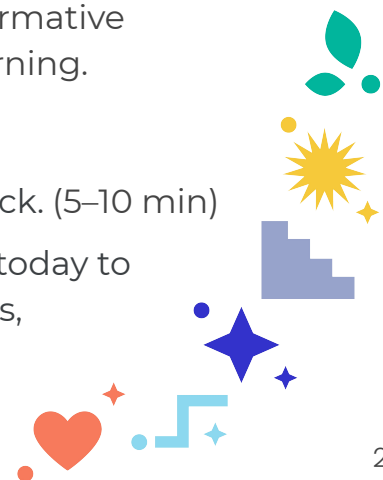 rmative
rning.
ck. (5–10 min)
today to
s,
2